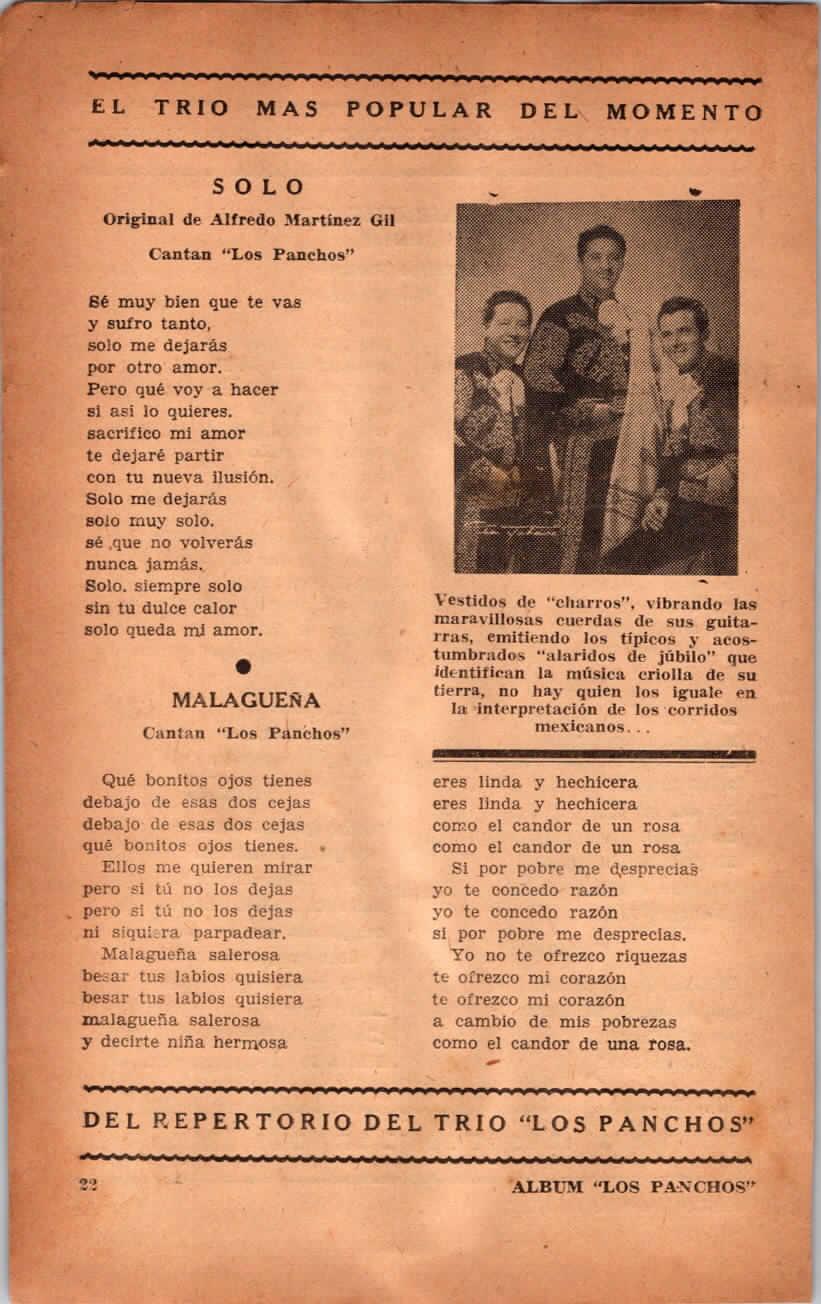 EL TRIO MAS POPULAR DEL MOMENTO
SOLO
Original de Alfredo Martínez Gil
Cantan “Los Panchos”
Sé muy bien que te vas
y sufro tanto,
solo me dejarás
por otro amor.
Pero qué voy a hacer
si asi lo quieres.
sacrifico mi amor
te dejaré partir
con tu nueva ilusión.
Solo me dejarás
solo muy solo.
sé que no volverás
nunca jamás.
Solo. siempre solo
sin tu dulce calor
solo queda mi amor.
MALAGUEÑA
Cantan “Los Panchos”
Qué bonitos ojos tienes
debajo de esas dos cejas
debajo de esas dos cejas
qué bonitos ojos tienes.
Ellos me quieren mirar
pero si tú no los dejas
pero si tú no los dejas
ni siquiera parpadear.
Malagueña salerosa
besar tus labios quisiera
besar tus labios quisiera
malagueña salerosa
y decirte niña hermosa
Vestidos de “charros”, vibrando las
maravillosas cuerdas de sus guita-
rras, emitiendo los típicos y acos-
tumbrados “alaridos de júbilo” que
identifican la música criolla de su
tierra, no hay quien los iguale en
la interpretación de los corridos
mexicanos...
eres linda y hechicera
eres linda y hechicera
como el candor de un rosa
como el candor de un rosa
Si por pobre me desprecias
yo te concedo razón
yo te concedo razón
si por pobre me desprecias.
Yo no te ofrezco riquezas
te ofrezco mi corazón
te ofrezco mi corazón
a cambio de mis pobrezas
como el candor de una rosa.
DEL REPERTORIO DEL TRIO “LOS PANCHOS”
22
ALBUM “LOS PANCHOS”